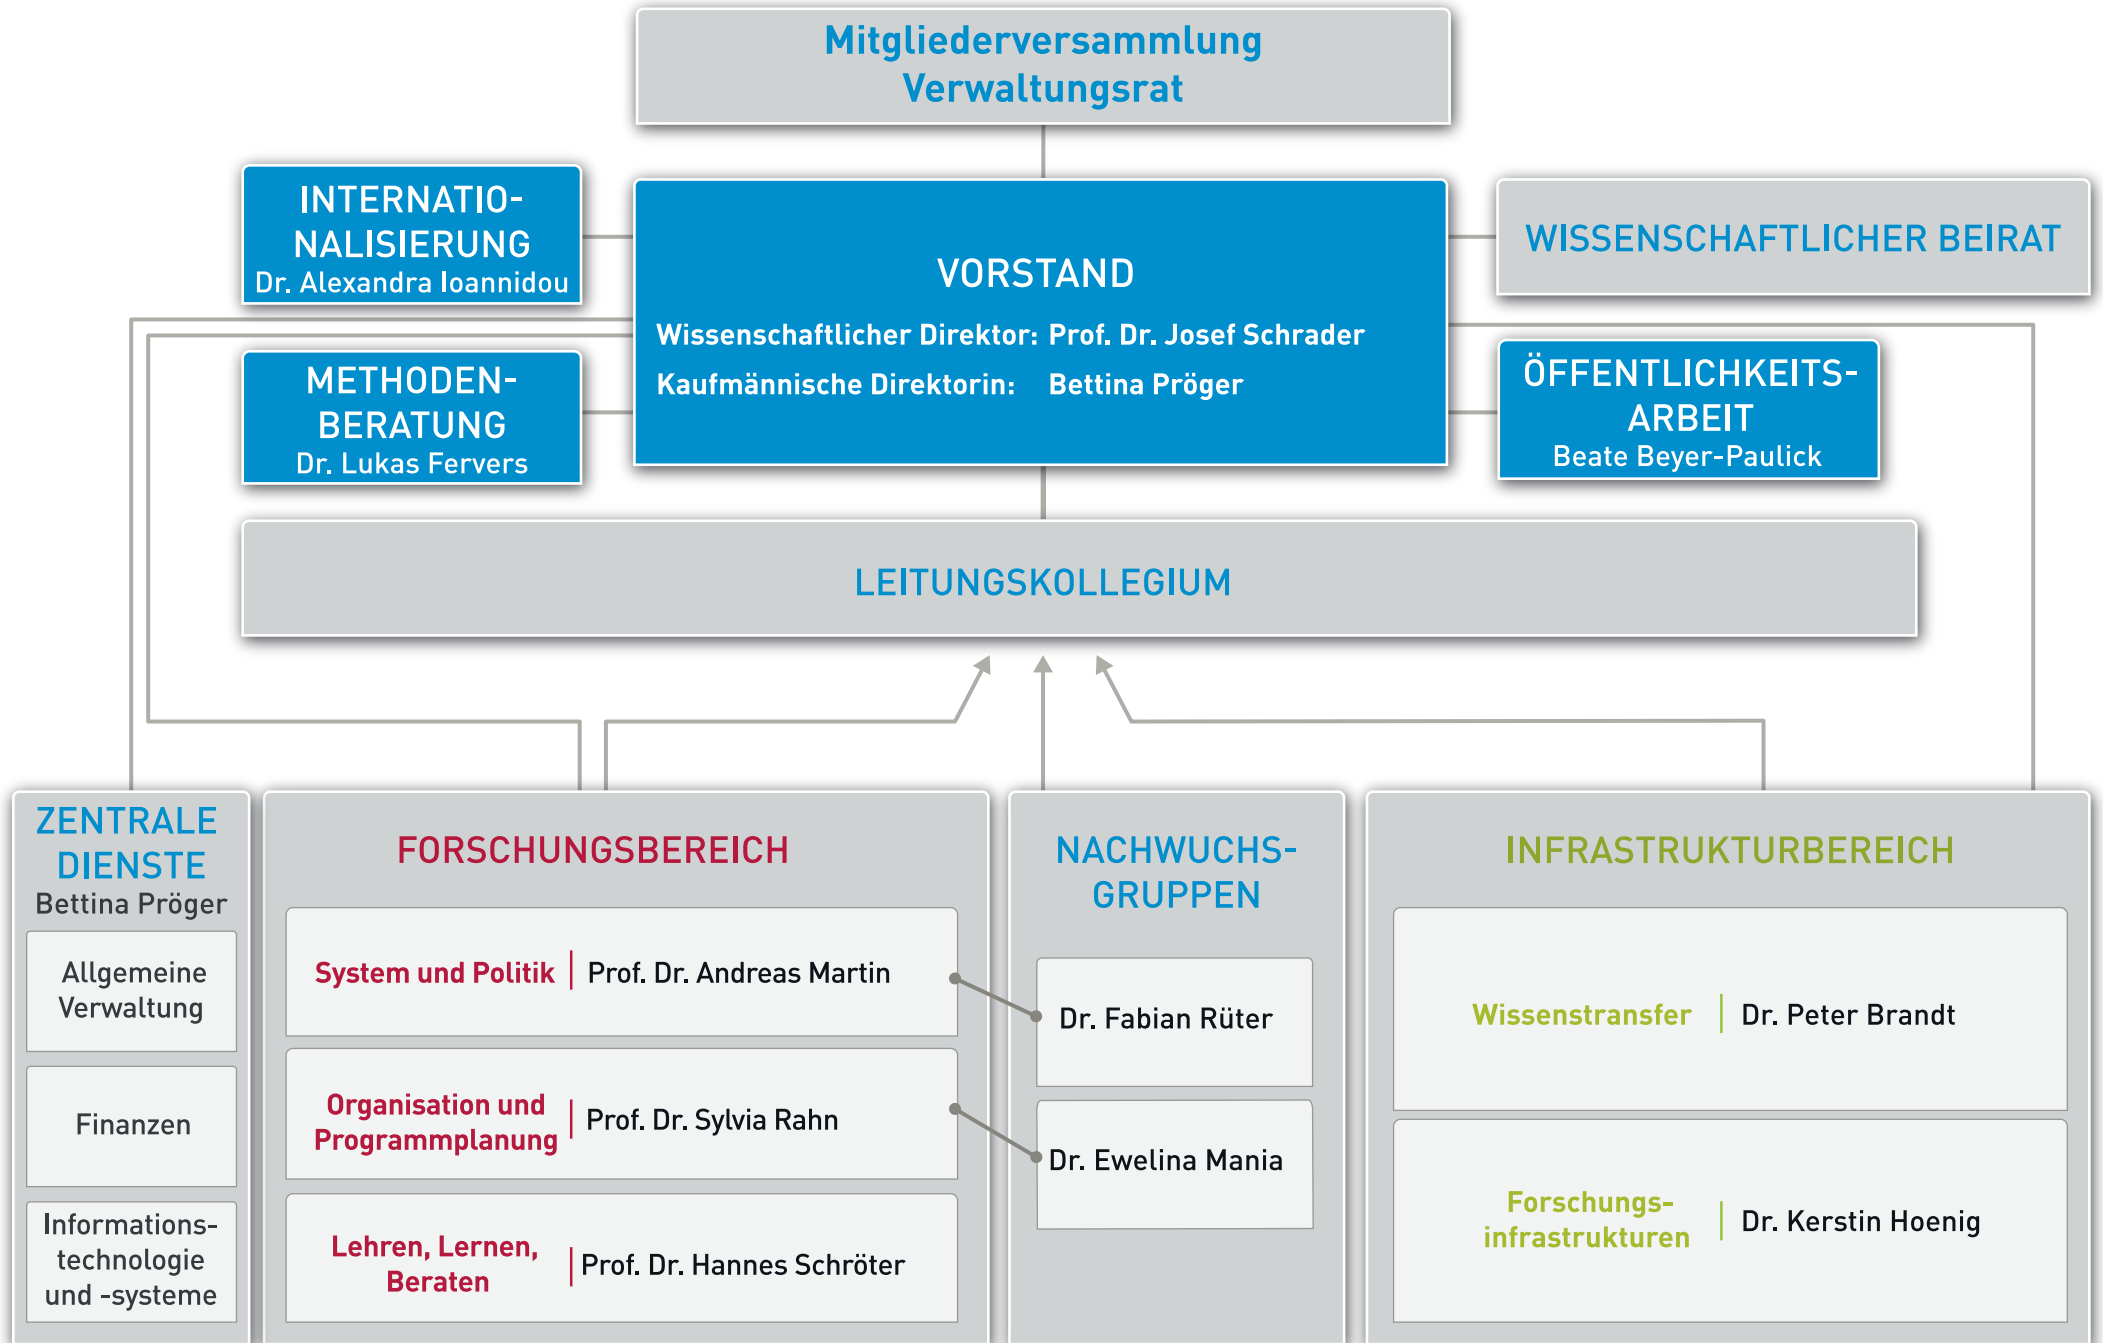 Mitgliederversammlung
Verwaltungsrat
INTERNATIO-
NALISIERUNG
Dr. Alexandra Ioannidou
VORSTAND
Wissenschaftlicher Direktor: Prof. Dr. Josef Schrader
Kaufmännische Direktorin: Bettina Pröger
WISSENSCHAFTLICHER BEIRAT
METHODEN-
BERATUNG
Dr. Lukas Fervers
ÖFFENTLICHKEITS-
ARBEIT
Beate Beyer-Paulick
LEITUNGSKOLLEGIUM
ZENTRALE
DIENSTE
Bettina Pröger
Allgemeine
Verwaltung
Finanzen
Informations-
technologie
und -systeme
FORSCHUNGSBEREICH
System und Politik | Prof. Dr. Andreas Martin
Organisation und
Programmplanung | Prof. Dr. Sylvia Rahn
Lehren, Lernen,
Beraten | Prof. Dr. Hannes Schröter
NACHWUCHS-
GRUPPEN
Dr. Fabian Rüter
Dr. Ewelina Mania
INFRASTRUKTURBEREICH
Wissenstransfer | Dr. Peter Brandt
Forschungs-
infrastrukturen | Dr. Kerstin Hoenig